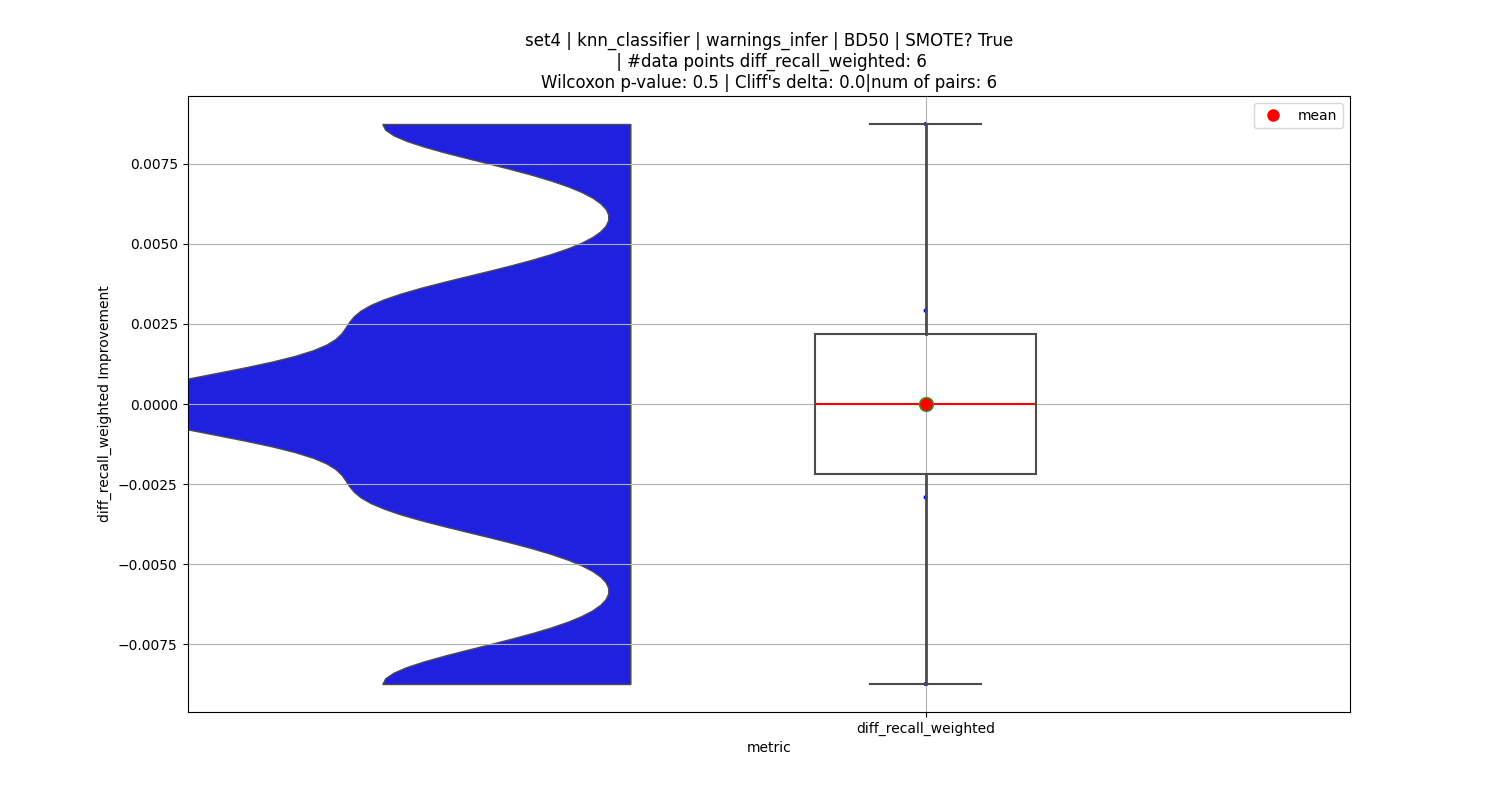 set4 | knn_classifier | warnings_infer | BD50 | SMOTE? True
| #data points diff_recall_weighted: 6
Wilcoxon p-value: 0.5 | Cliff's delta: 0.0|num of pairs: 6
mean
0.0075
0.0050
0.0025
0.0000
−0.0025
−0.0050
−0.0075
diff_recall_weighted Improvement
diff_recall_weighted
metric